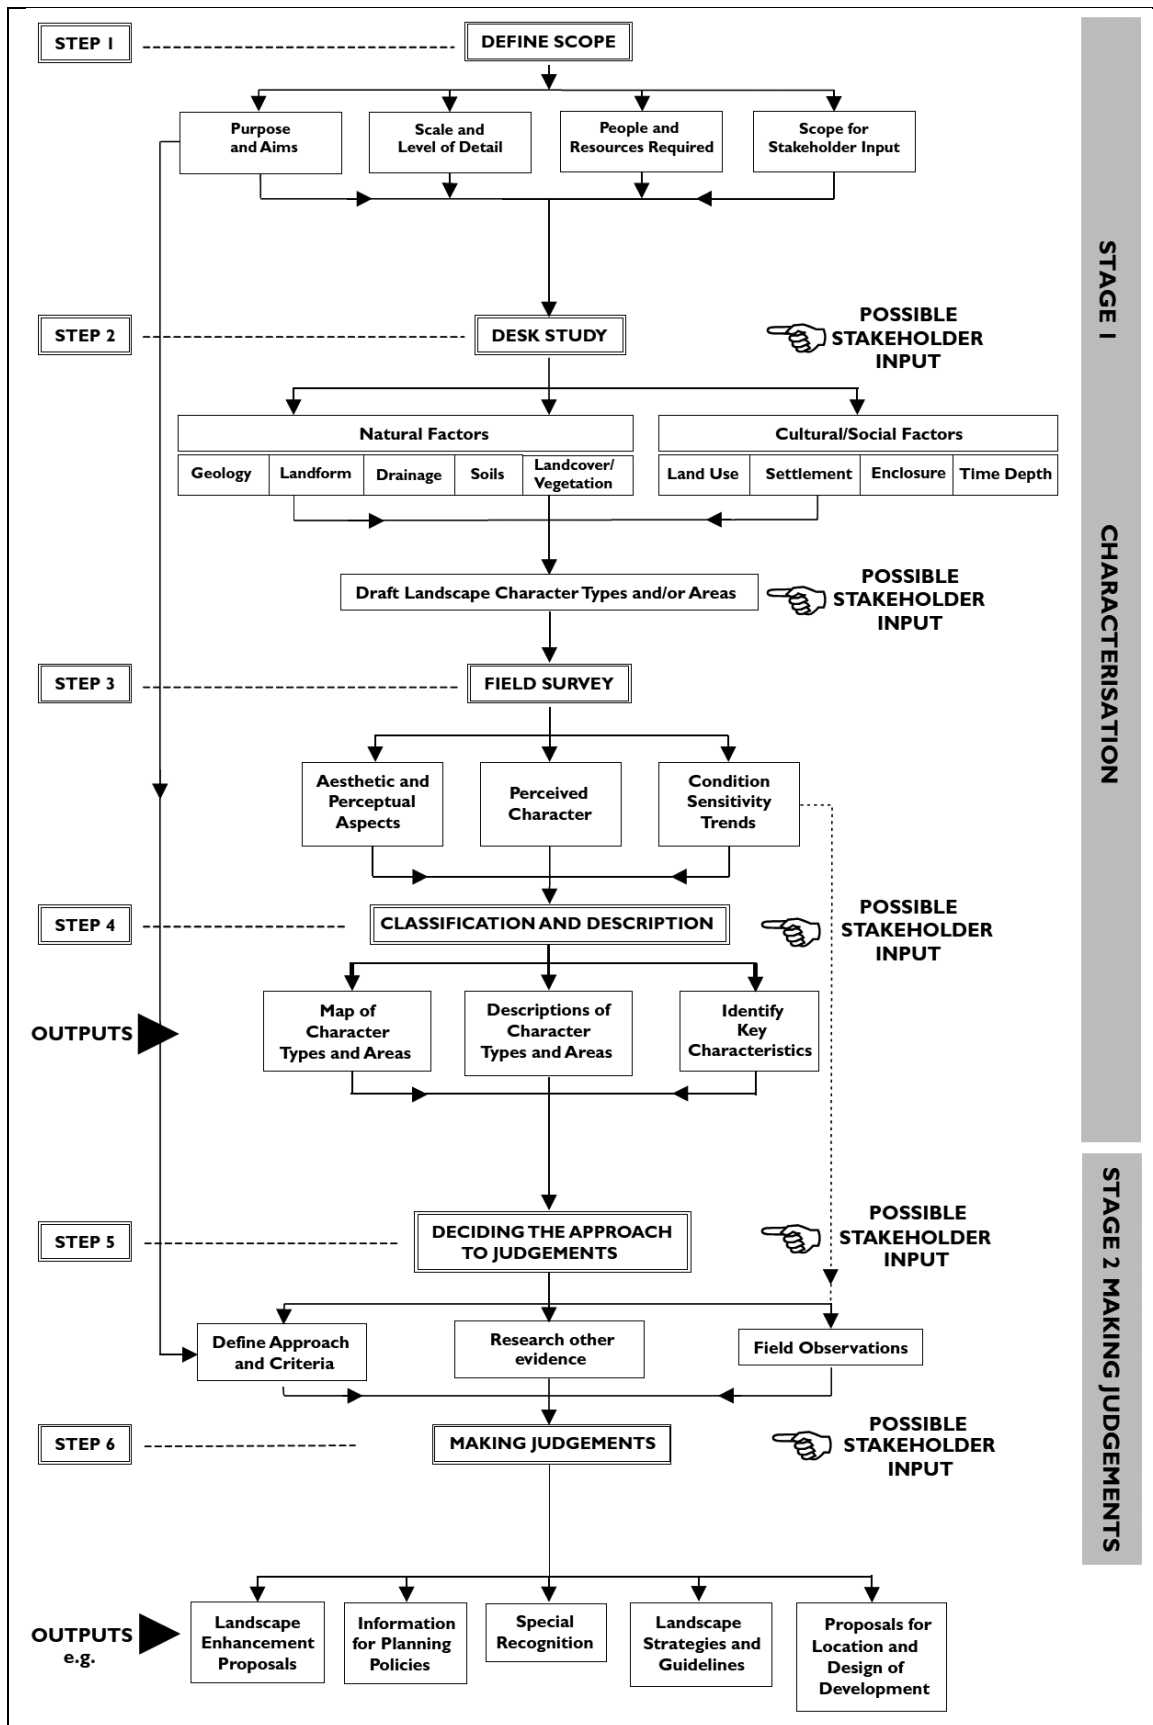 STEP 1
DEFINE SCOPE
Purpose
and Aims
Scale and
Level of Detail
People and
Resources Required
Scope for
Stakeholder Input
STEP 2
DESK STUDY
POSSIBLE
STAKEHOLDER
INPUT
Natural Factors
Cultural/Social Factors
Geology
Landform
Drainage
Soils
Landcover/
Vegetation
Land Use
Settlement
Enclosure
Time Depth
Draft Landscape Character Types and/or Areas
POSSIBLE
STAKEHOLDER
INPUT
STEP 3
FIELD SURVEY
Aesthetic and
Perceptual
Aspects
Perceived
Character
Condition
Sensitivity
Trends
STEP 4
CLASSIFICATION AND DESCRIPTION
POSSIBLE
STAKEHOLDER
INPUT
OUTPUTS
Map of
Character
Types and Areas
Descriptions of
Character
Types and Areas
Identify
Key
Characteristics
STAGE 1
CHARACTERISATION
STEP 5
DECIDING THE APPROACH
TO JUDGEMENTS
POSSIBLE
STAKEHOLDER
INPUT
Define Approach
and Criteria
Research other
evidence
Field Observations
STEP 6
MAKING JUDGEMENTS
POSSIBLE
STAKEHOLDER
INPUT
STAGE 2 MAKING JUDGEMENTS
OUTPUTS
e.g.
Landscape
Enhancement
Proposals
Information
for Planning
Policies
Special
Recognition
Landscape
Strategies and
Guidelines
Proposals for
Location and
Design of
Development